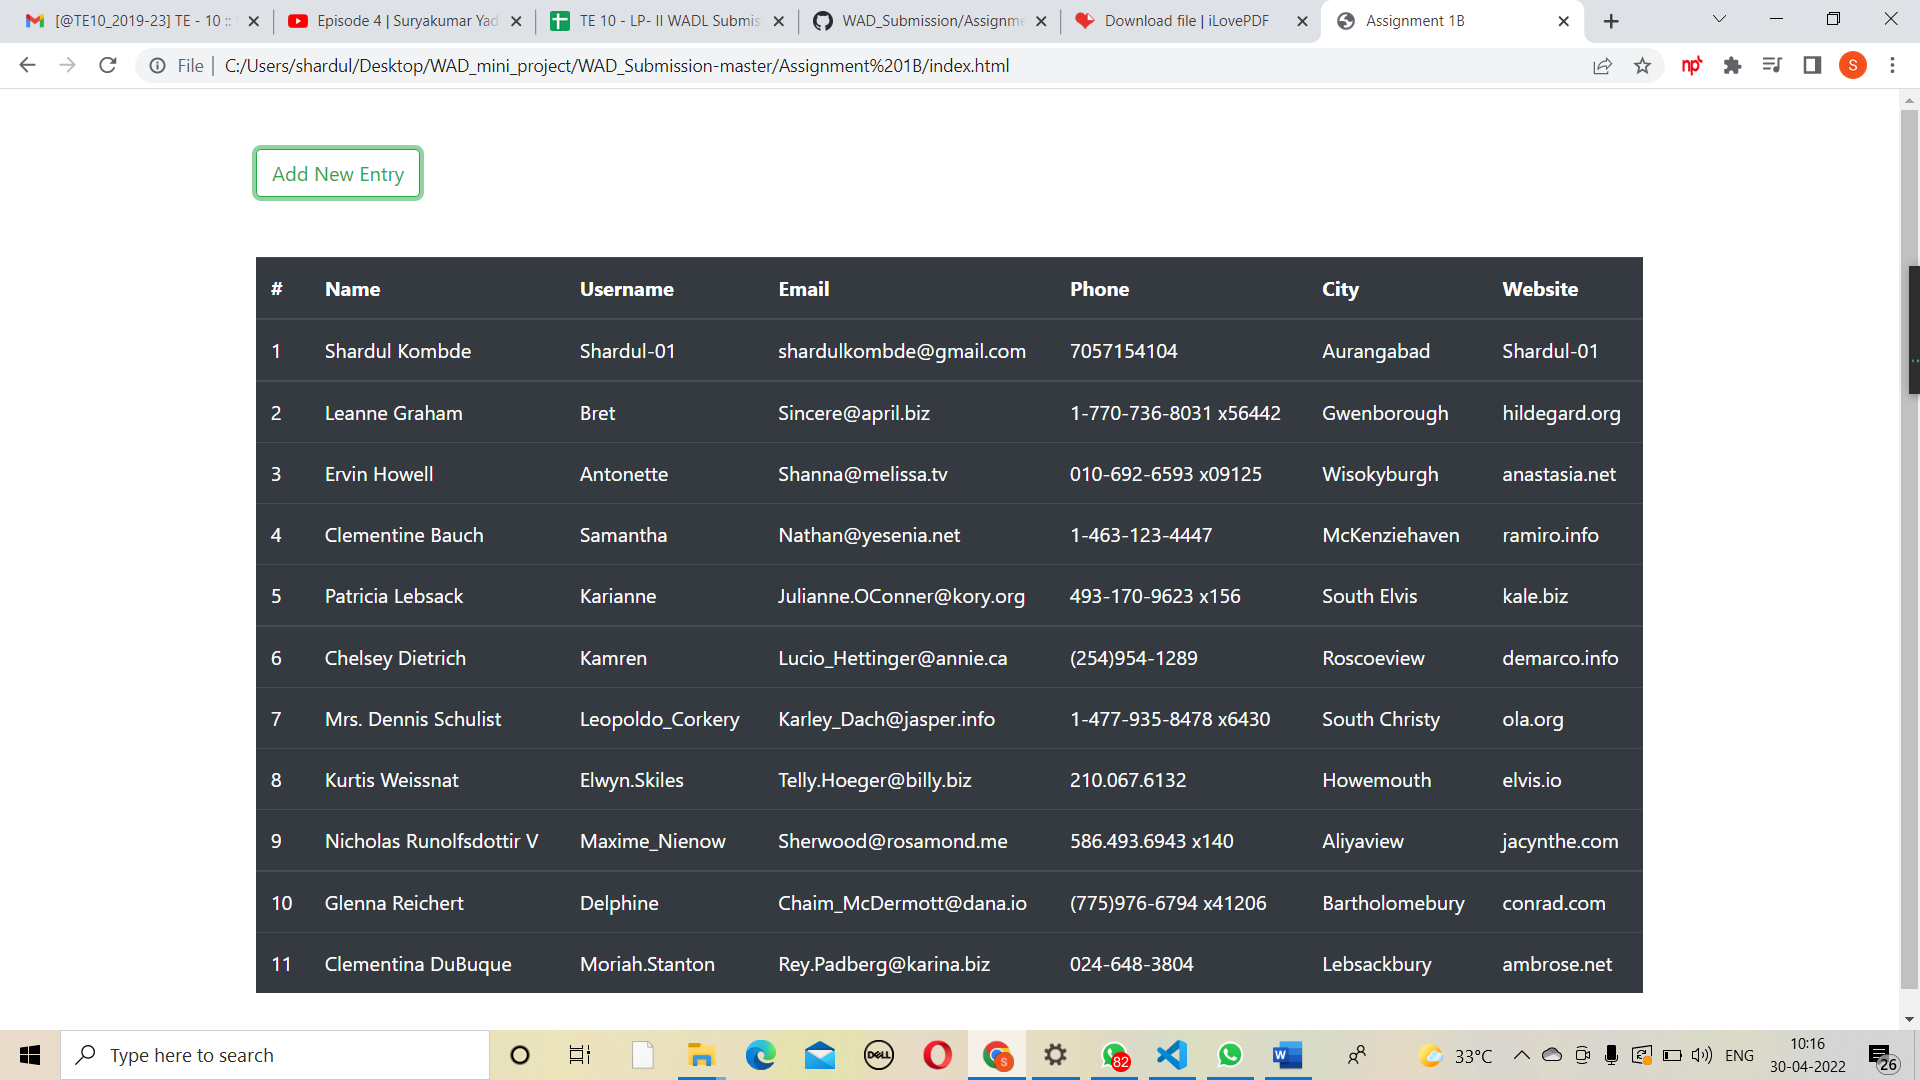 [@TE10_2019-23] TE - 10 ::
Episode 4 | Suryakumar Yad
TE 10 - LP- II WADL Submis
WAD_Submission/Assignme
Download file | iLovePDF
Assignment 1B
File | C:/Users/shardul/Desktop/WAD_mini_project/WAD_Submission-master/Assignment%201B/index.html
S
Add New Entry
# Name Username Email Phone City Website
1 Shardul Kombde Shardul-01 shardulkombde@gmail.com 7057154104 Aurangabad Shardul-01
2 Leanne Graham Bret Sincere@april.biz 1-770-736-8031 x56442 Gwenborough hildegard.org
3 Ervin Howell Antonette Shanna@melissa.tv 010-692-6593 x09125 Wisokyburgh anastasia.net
4 Clementine Bauch Samantha Nathan@yesenia.net 1-463-123-4447 McKenziehaven ramiro.info
5 Patricia Lebsack Karianne Julianne.OConner@kory.org 493-170-9623 x156 South Elvis kale.biz
6 Chelsey Dietrich Kamren Lucio_Hettinger@annie.ca (254)954-1289 Roscoeview demarco.info
7 Mrs. Dennis Schulist Leopoldo_Corkery Karley_Dach@jasper.info 1-477-935-8478 x6430 South Christy ola.org
8 Kurtis Weissnat Elwyn.Skiles Telly.Hoeger@billy.biz 210.067.6132 Howemouth elvis.io
9 Nicholas Runolfsdottir V Maxime_Nienow Sherwood@rosamond.me 586.493.6943 x140 Aliyaview jacynthe.com
10 Glenna Reichert Delphine Chaim_McDermott@dana.io (775)976-6794 x41206 Bartholomebury conrad.com
11 Clementina DuBuque Moriah.Stanton Rey.Padberg@karina.biz 024-648-3804 Lebsackbury ambrose.net
Type here to search
DELL
S
82
W
33°C
ENG
10:16
30-04-2022
26